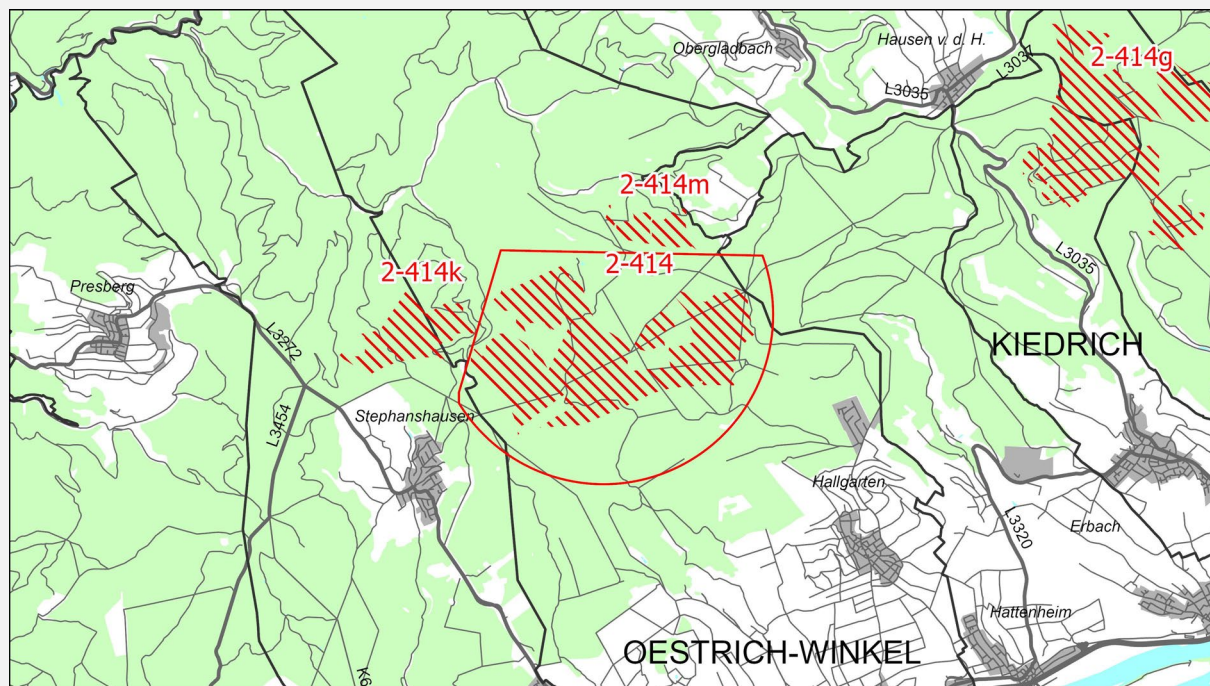 Obergladbach
Hausen v. d. H.
L3037
2-414g
L3035
2-414m
2-414
L3035
2-414k
Presberg
L3272
KIEDRICH
Stephanshausen
L3454
Hallgarten
L3320
Erbach
Hattenheim
OESTRICH-WINKEL
K6